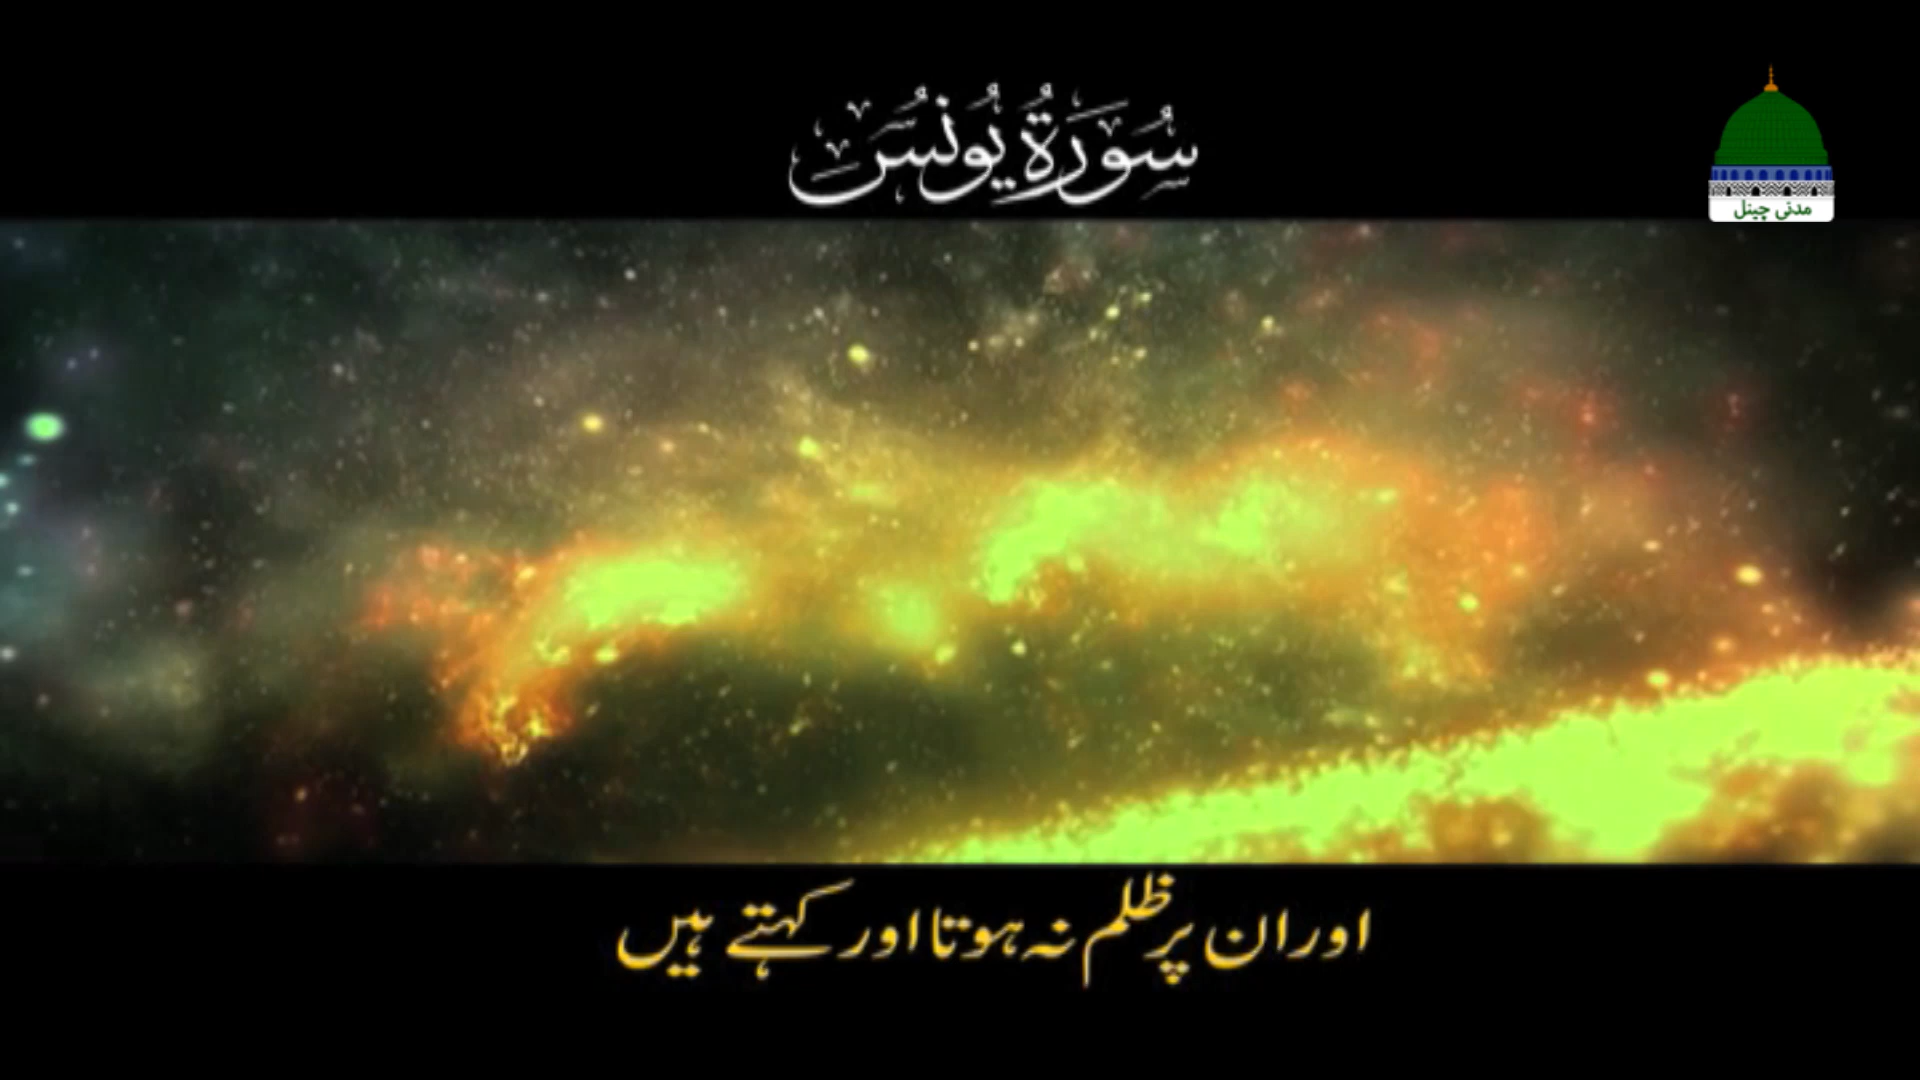 سُوۡرَۃُ یُوۡنُسَ
مدنی چینل
اور ان پر ظلم نہ ہوتا اور کہتے ہیں